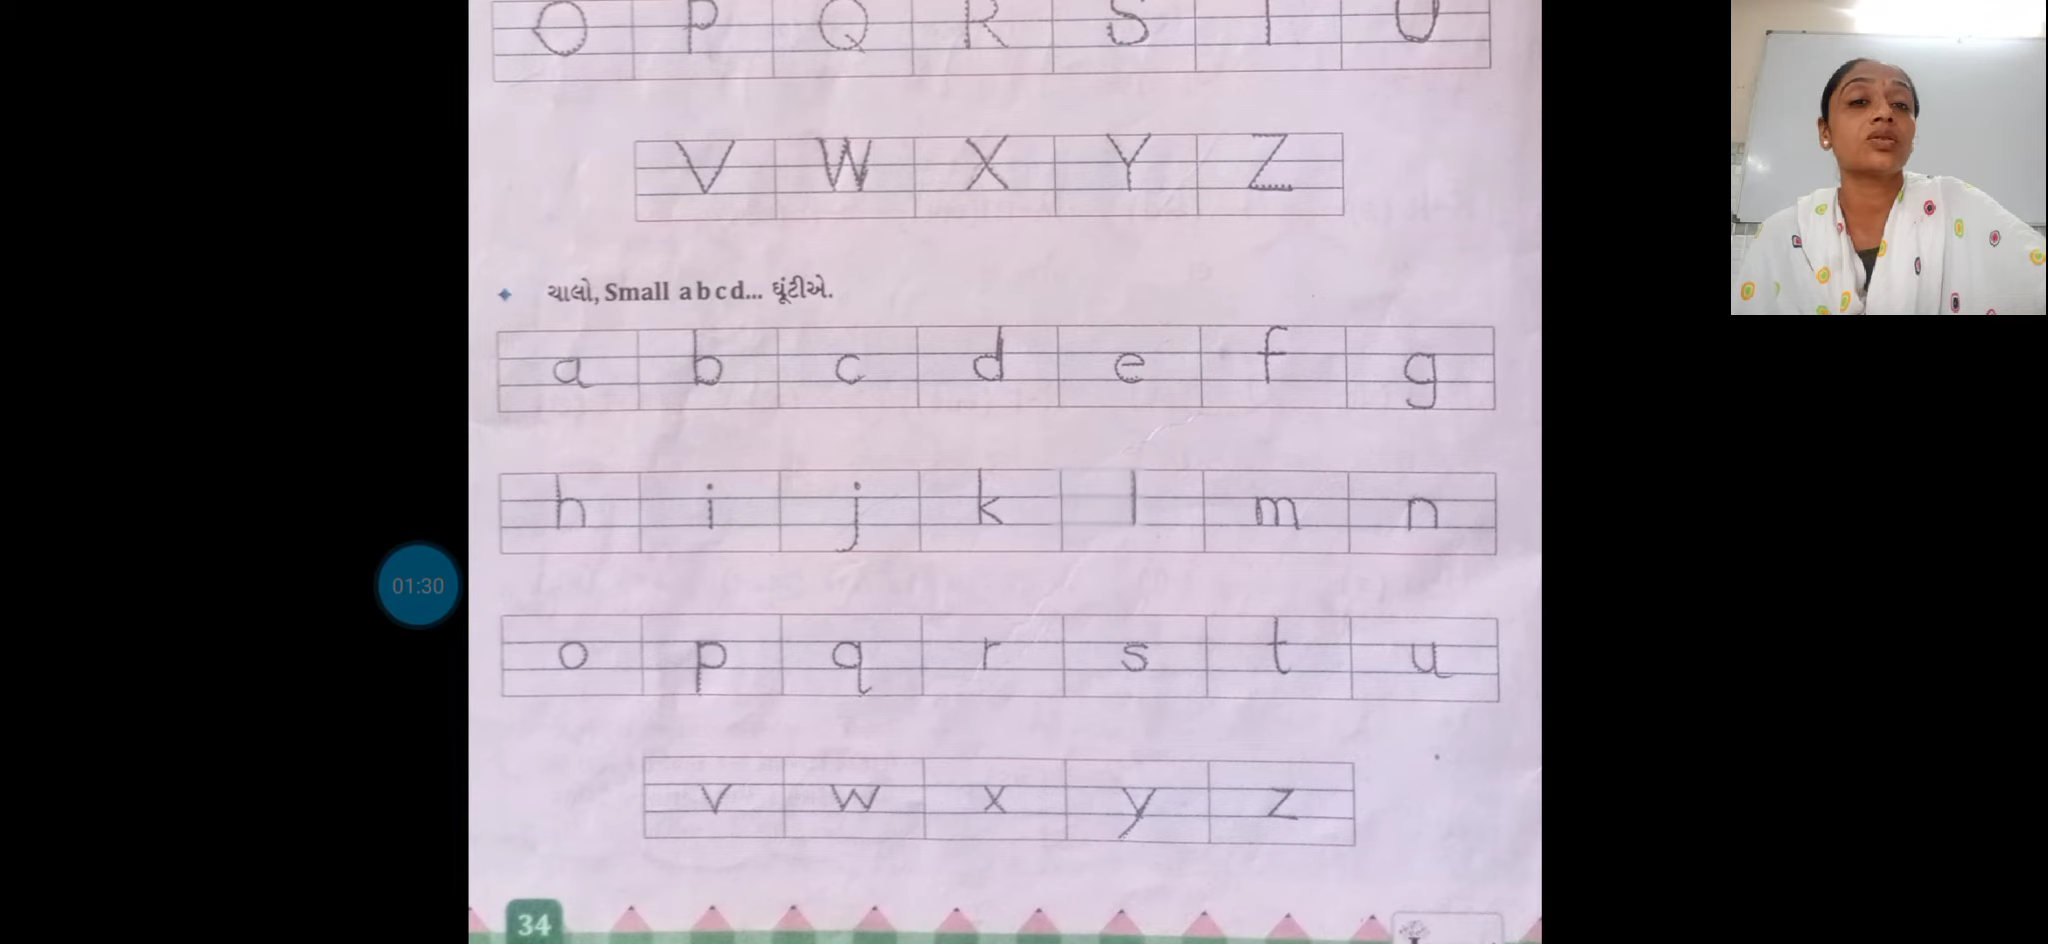 O P Q R S T U
V W X Y Z
ચાલો, Small a b c d... ઘૂંટીએ.
a b c d e f g
h i j k l m n
01:30
o p q r s t u
v w x y z
34